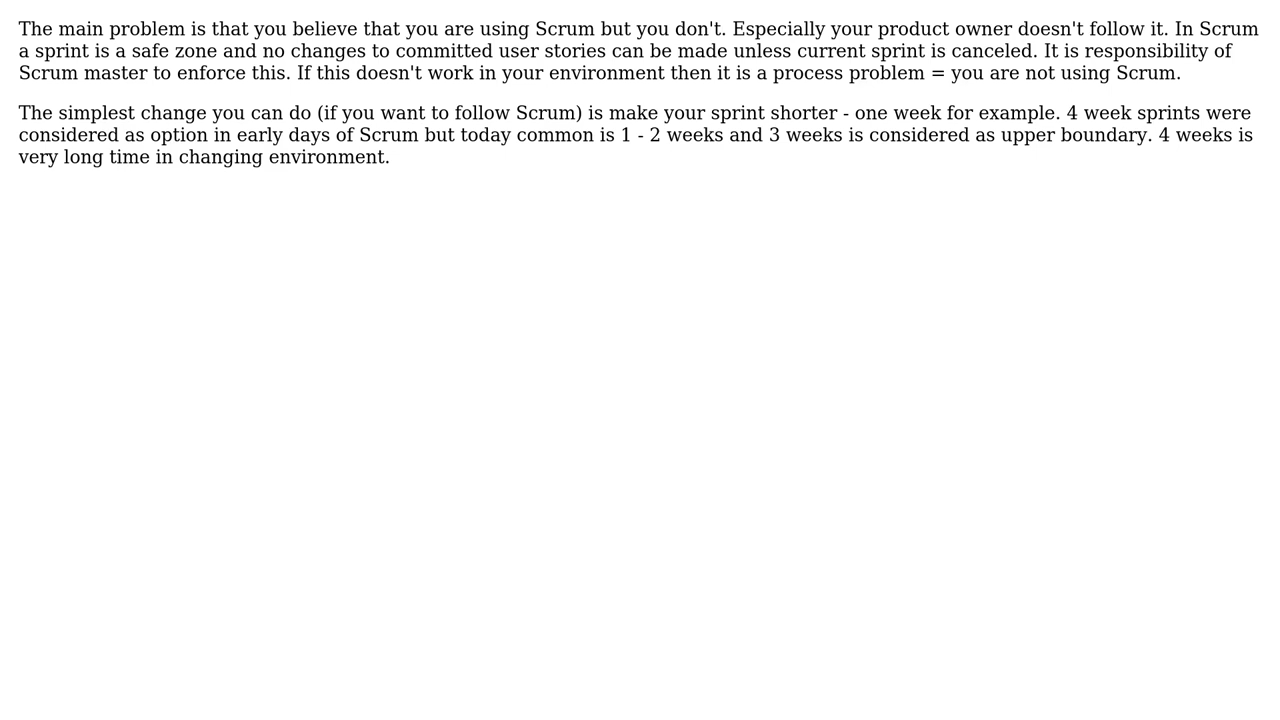 The main problem is that you believe that you are using Scrum but you don't. Especially your product owner doesn't follow it. In Scrum
a sprint is a safe zone and no changes to committed user stories can be made unless current sprint is canceled. It is responsibility of
Scrum master to enforce this. If this doesn't work in your environment then it is a process problem = you are not using Scrum.
The simplest change you can do (if you want to follow Scrum) is make your sprint shorter - one week for example. 4 week sprints were
considered as option in early days of Scrum but today common is 1 - 2 weeks and 3 weeks is considered as upper boundary. 4 weeks is
very long time in changing environment.